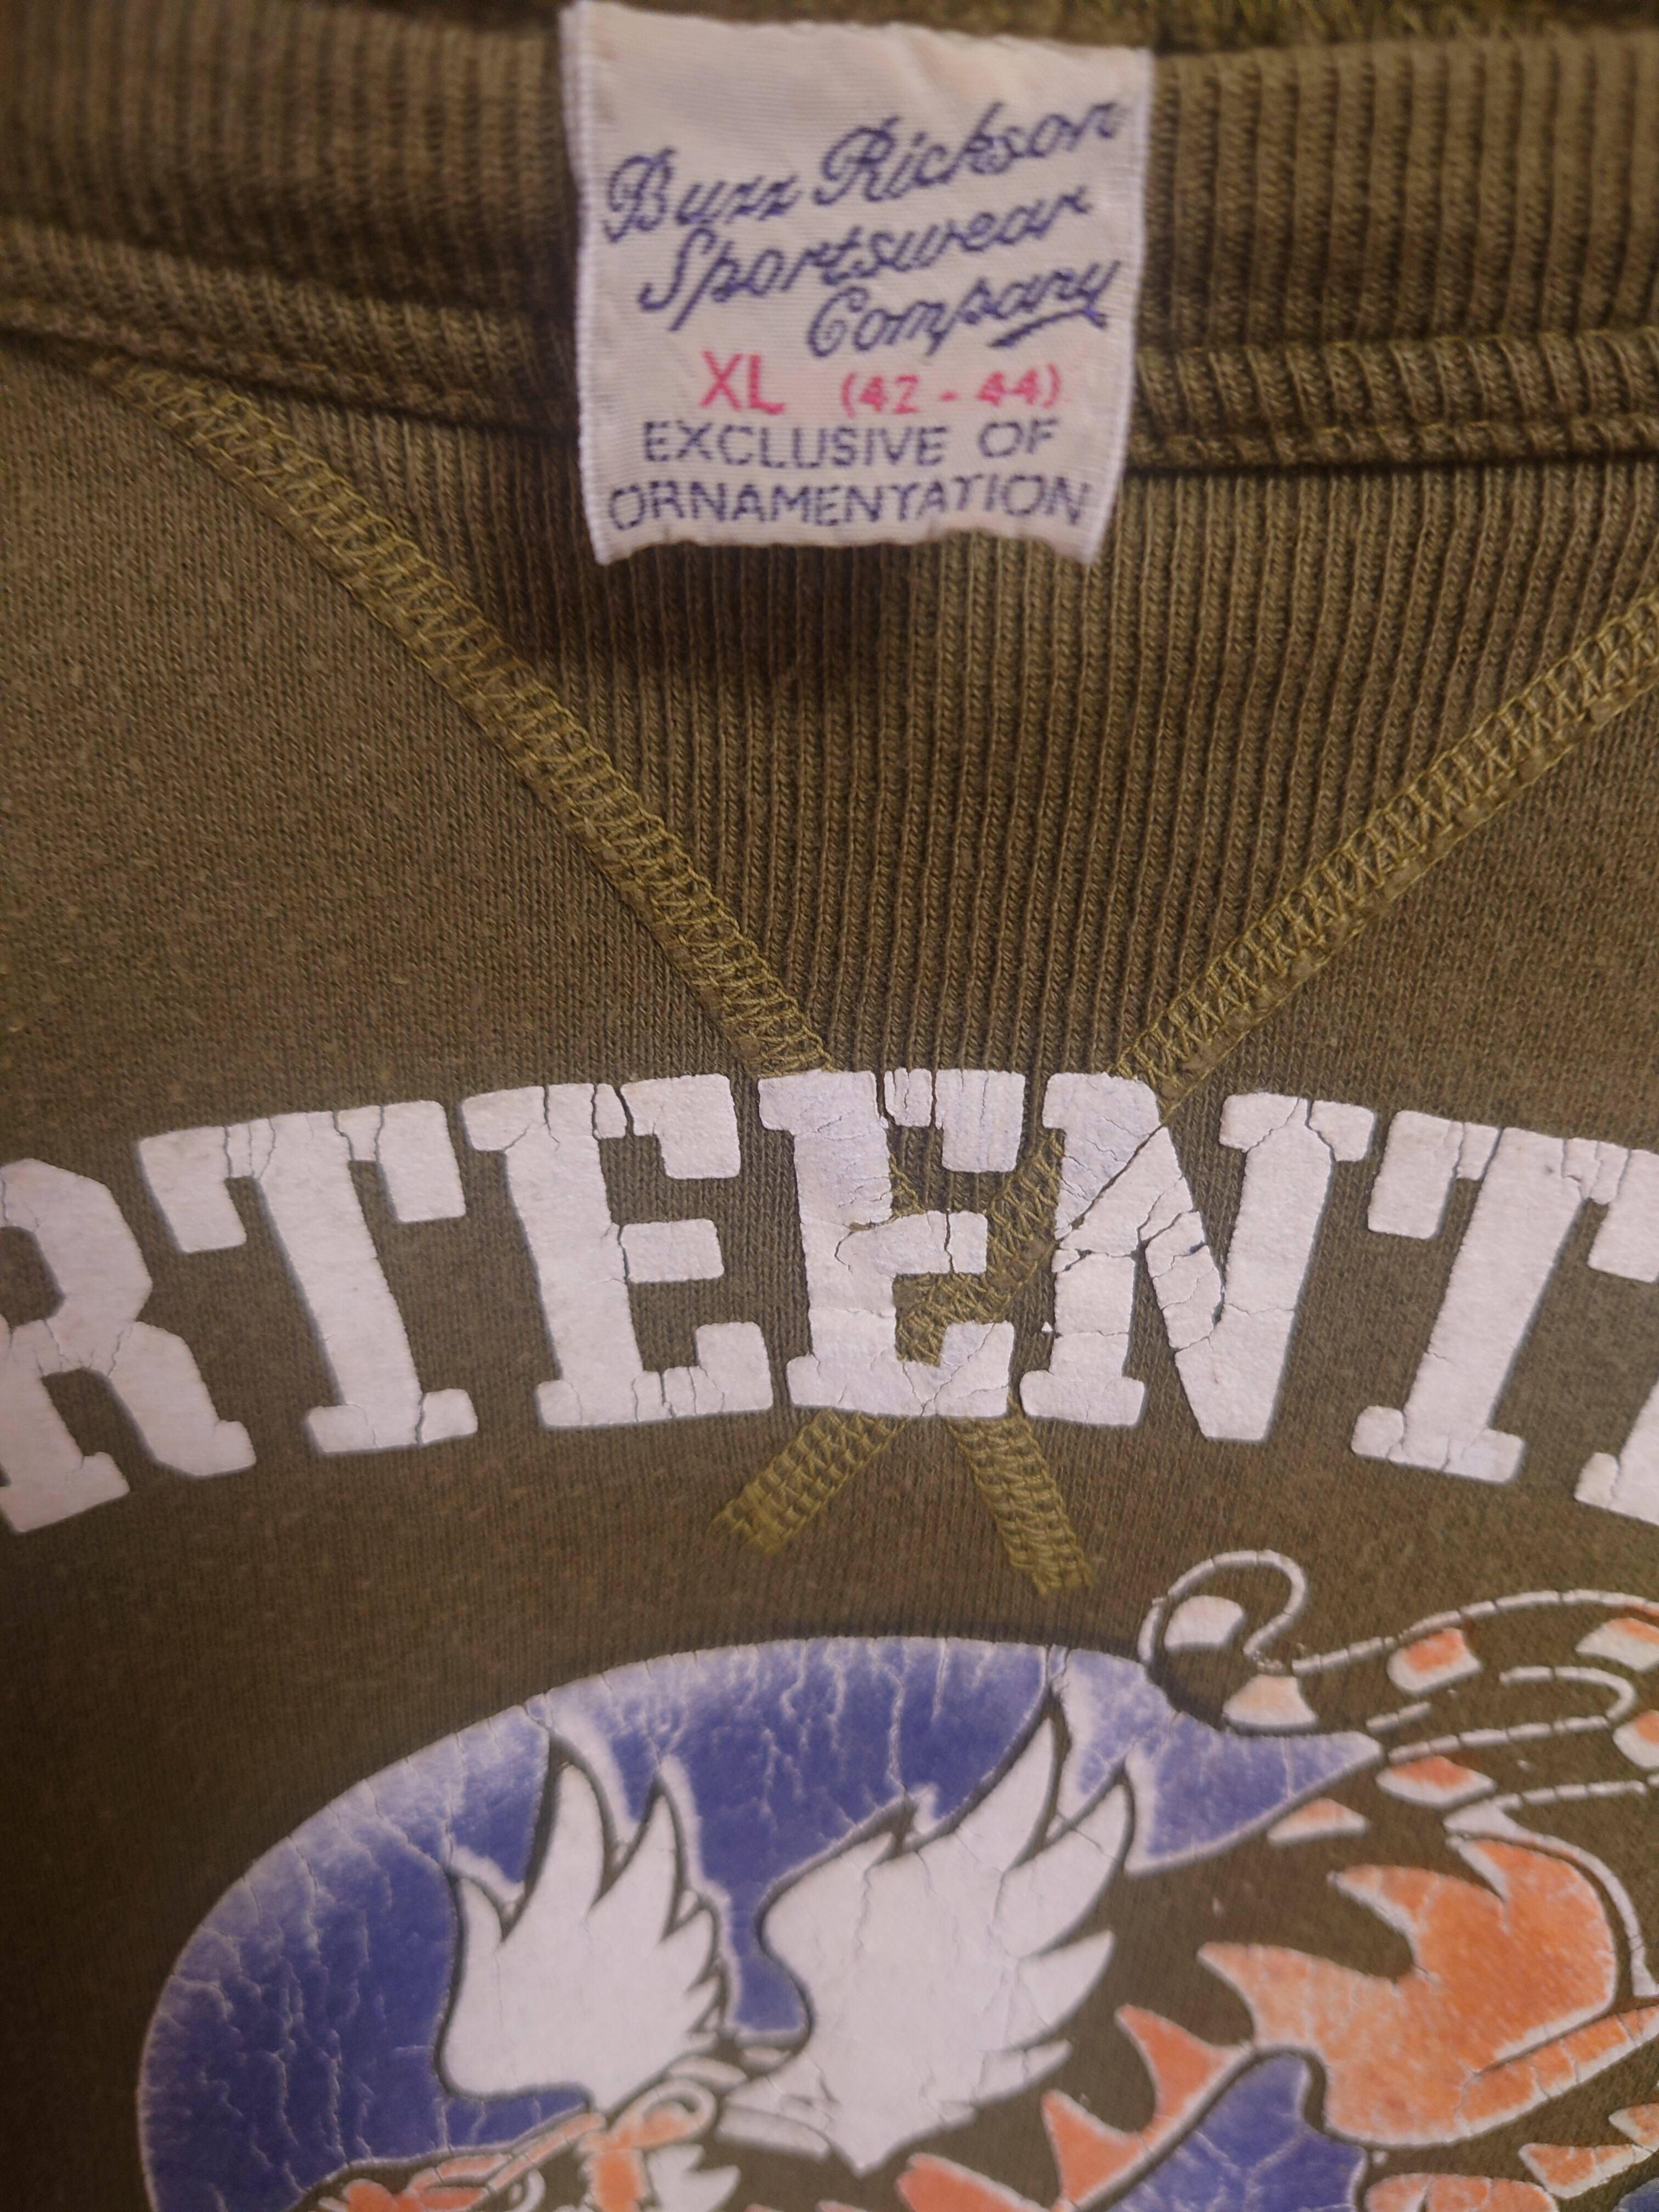 Buzz Rickson
Sportswear
Company
XL (42 - 44)
EXCLUSIVE OF
ORNAMENTATION
RTEENT